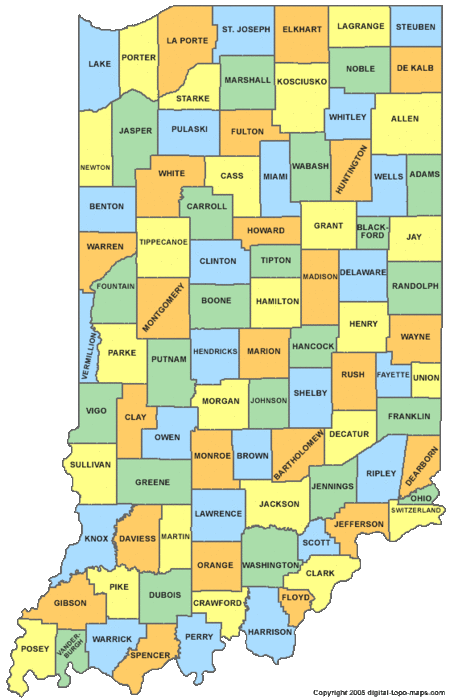 LAKE
PORTER
LA PORTE
ST. JOSEPH
ELKHART
LAGRANGE
STEUBEN
STARKE
MARSHALL
KOSCIUSKO
NOBLE
DE KALB
NEWTON
JASPER
PULASKI
FULTON
WHITLEY
ALLEN
WHITE
CASS
MIAMI
WABASH
HUNTINGTON
WELLS
ADAMS
BENTON
CARROLL
HOWARD
GRANT
BLACK-
FORD
JAY
WARREN
TIPPECANOE
CLINTON
TIPTON
MADISON
DELAWARE
RANDOLPH
FOUNTAIN
MONTGOMERY
BOONE
HAMILTON
HENRY
WAYNE
VERMILLION
PARKE
PUTNAM
HENDRICKS
MARION
HANCOCK
RUSH
FAYETTE
UNION
VIGO
CLAY
OWEN
MORGAN
JOHNSON
SHELBY
FRANKLIN
SULLIVAN
GREENE
MONROE
BROWN
BARTHOLOMEW
DECATUR
RIPLEY
DEARBORN
OHIO
SWITZERLAND
JENNINGS
JACKSON
LAWRENCE
KNOX
DAVIESS
MARTIN
ORANGE
WASHINGTON
SCOTT
JEFFERSON
CLARK
GIBSON
PIKE
DUBOIS
CRAWFORD
FLOYD
HARRISON
POSEY
VANDER-
BURGH
WARRICK
SPENCER
PERRY
Copyright 2005 digital-topo-maps.com